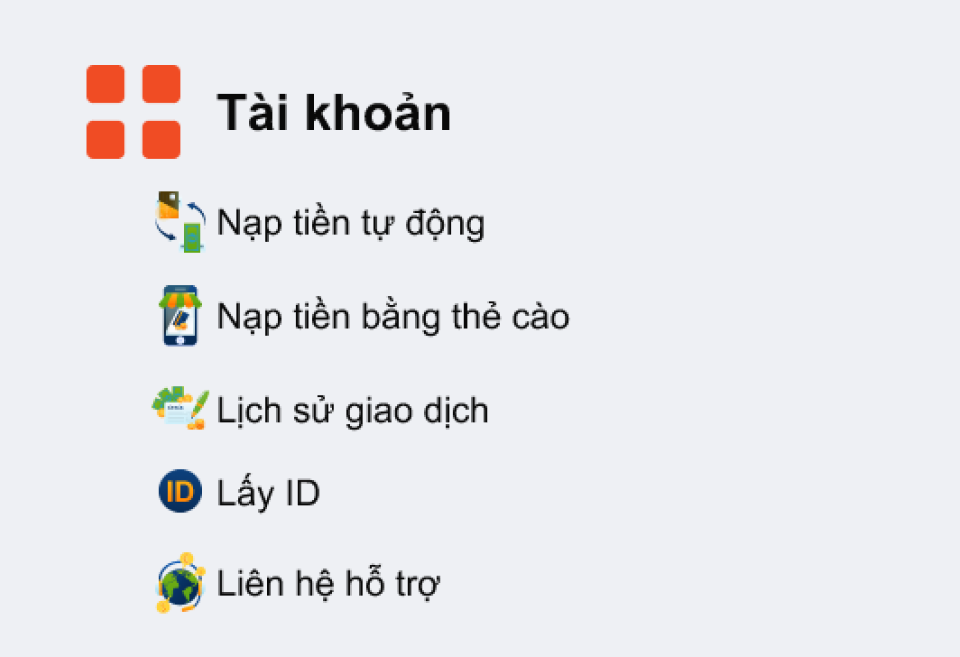 Tài khoản
Nạp tiền tự động
Nạp tiền bằng thẻ cào
Lịch sử giao dịch
ID Lấy ID
Liên hệ hỗ trợ